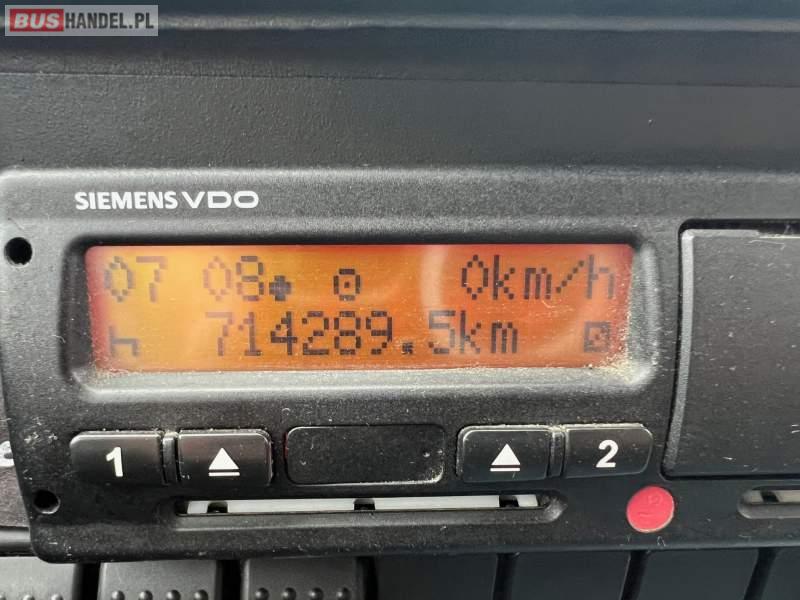 BUSHANDEL.PL
SIEMENS VDO
07 08 0km/h
714289.5km
1 2